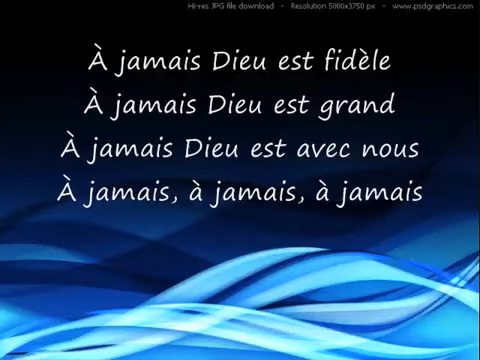 Hi-res JPG file download - Resolution 5000x3750 px - www.psdgraphics.com
À jamais Dieu est fidèle
À jamais Dieu est grand
À jamais Dieu est avec nous
À jamais, à jamais, à jamais